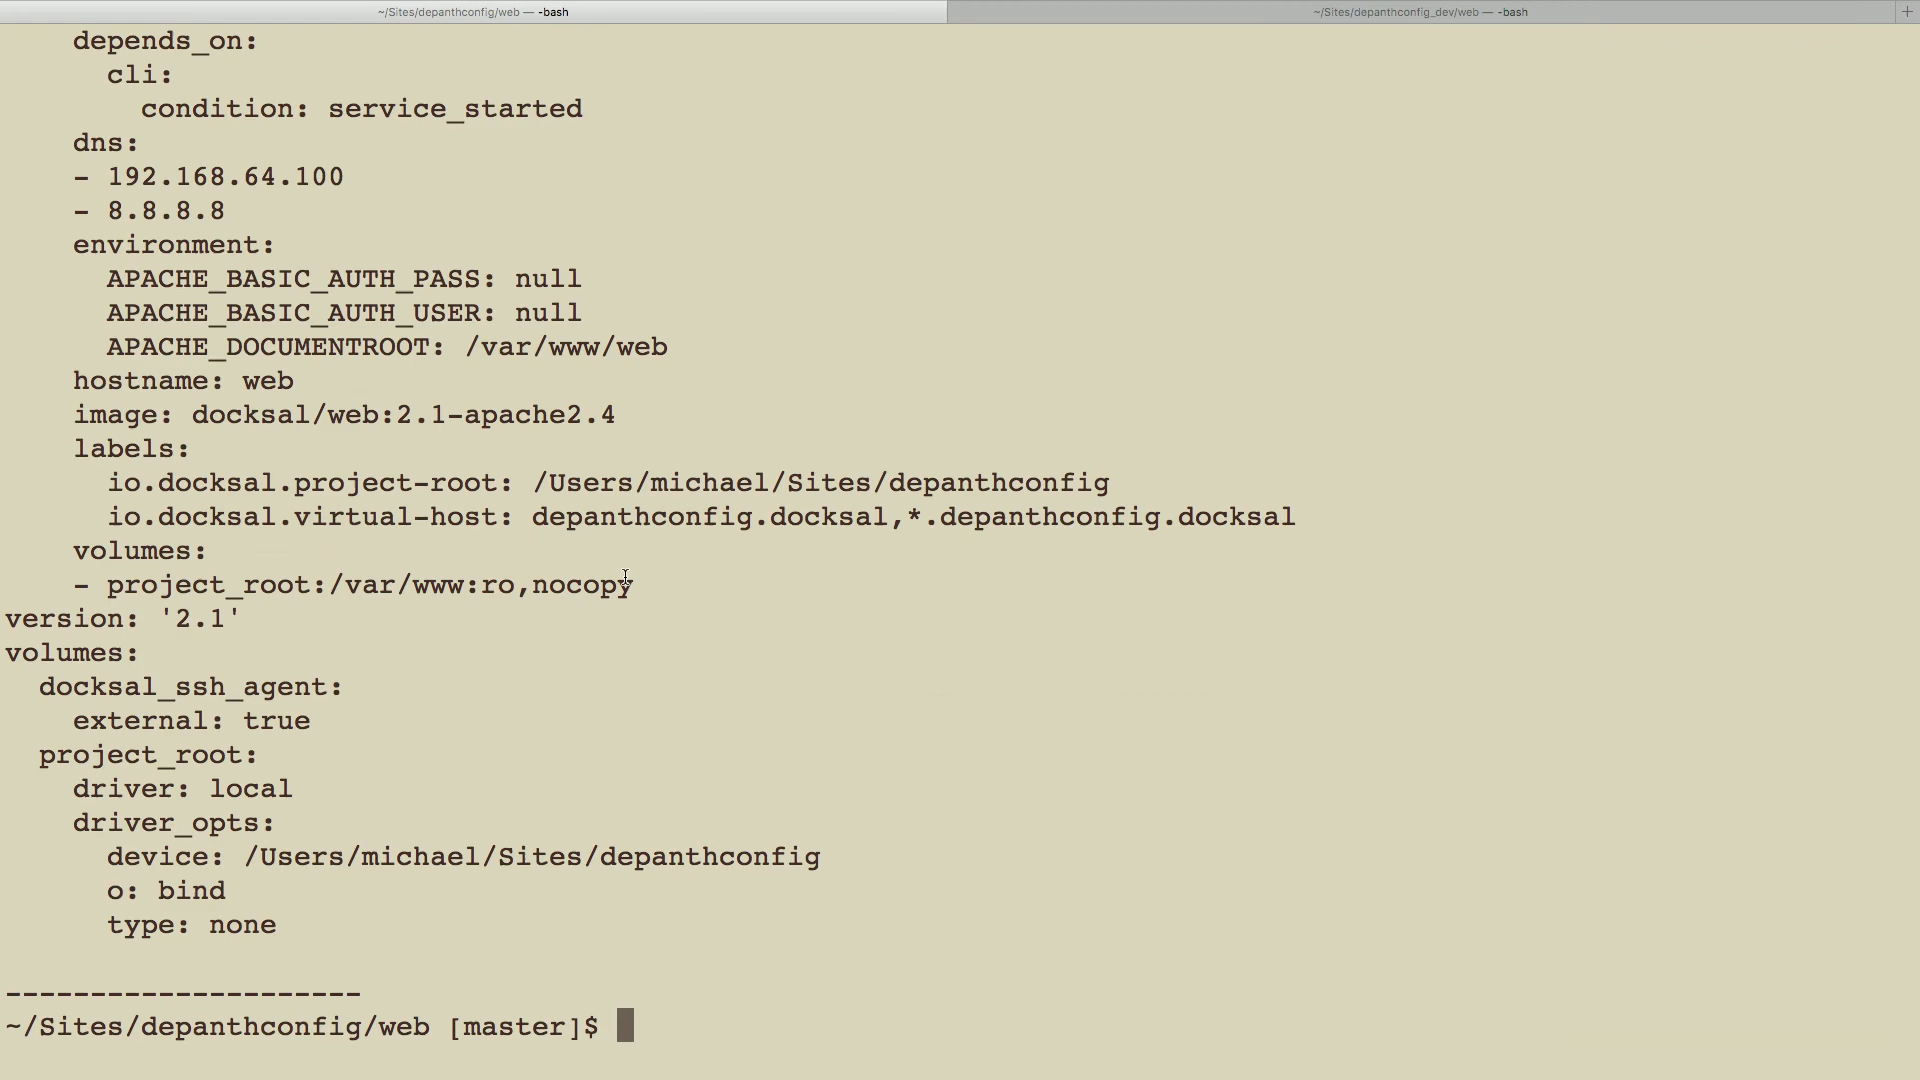 ~/Sites/depanthconfig/web — -bash
~/Sites/depanthconfig_dev/web — -bash
+
depends_on:
cli:
condition: service_started
dns:
- 192.168.64.100
- 8.8.8.8
environment:
APACHE_BASIC_AUTH_PASS: null
APACHE_BASIC_AUTH_USER: null
APACHE_DOCUMENTROOT: /var/www/web
hostname: web
image: docksal/web:2.1-apache2.4
labels:
io.docksal.project-root: /Users/michael/Sites/depanthconfig
io.docksal.virtual-host: depanthconfig.docksal,*.depanthconfig.docksal
volumes:
- project_root:/var/www:ro,nocopy
version: '2.1'
volumes:
docksal_ssh_agent:
external: true
project_root:
driver: local
driver_opts:
device: /Users/michael/Sites/depanthconfig
o: bind
type: none
---------------------
~/Sites/depanthconfig/web [master]$